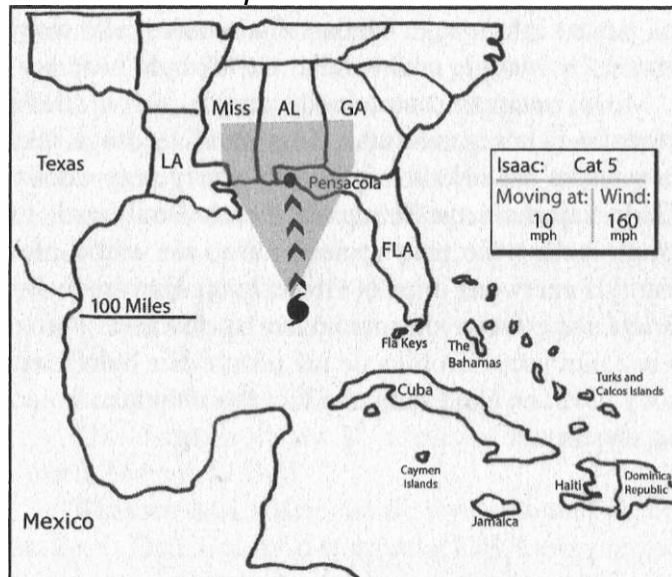 Miss AL GA
Texas
LA
Pensacola
Isaac: Cat 5
Moving at: Wind:
10 160
mph mph
FLA
100 Miles
Fla Keys
The
Bahamas
Turks and
Calcos Islands
Cuba
Caymen
Islands
Jamaica
Haiti
Dominica
Republic
Mexico